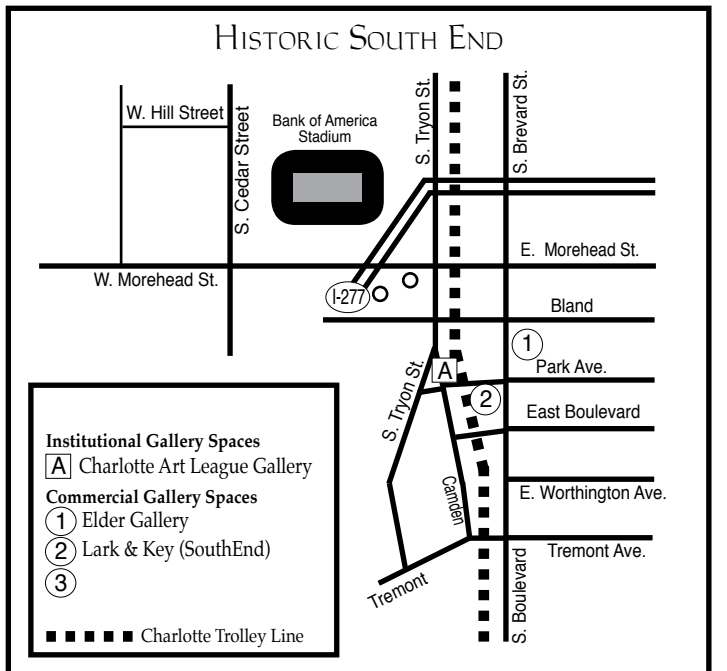 HISTORIC SOUTH END
W. Hill Street
S. Cedar Street
Bank of America
Stadium
S. Tryon St.
S. Brevard St.
E. Morehead St.
W. Morehead St.
I-277
Bland
1
Park Ave.
A
2
S. Tryon St.
East Boulevard
Camden
E. Worthington Ave.
Tremont Ave.
Tremont
S. Boulevard
Institutional Gallery Spaces
A Charlotte Art League Gallery
Commercial Gallery Spaces
1 Elder Gallery
2 Lark & Key (SouthEnd)
3
Charlotte Trolley Line